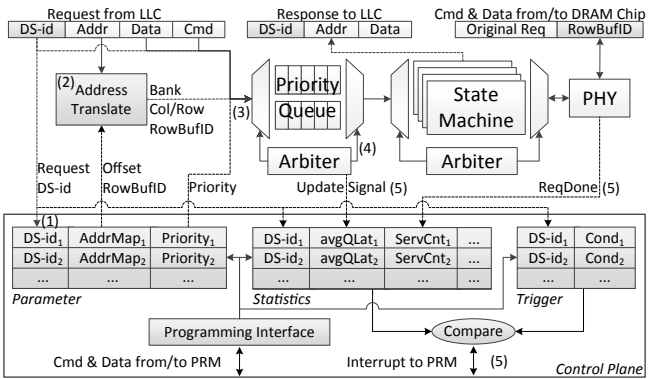 Request from LLC
Response to LLC
Cmd & Data from/to DRAM Chip
DS-id Addr Data Cmd
DS-id Addr Data
Original Req RowBufID
(2) Address
Translate
Bank
Col/Row
RowBufID
(3)
Priority
Queue
State
Machine
PHY
(4)
Arbiter
Arbiter
Request
DS-id
Offset
RowBufID
Priority
Update Signal (5)
ReqDone (5)
(1)
DS-id₁ AddrMap₁ Priority₁
DS-id₂ AddrMap₂ Priority₂
... ... ...
Parameter
DS-id₁ avgQLat₁ ServCnt₁ ...
DS-id₂ avgQLat₂ ServCnt₂ ...
... ... ...
Statistics
DS-id₁ Cond₁
DS-id₂ Cond₂
... ...
Trigger
Programming Interface
Compare
Cmd & Data from/to PRM
Interrupt to PRM (5)
Control Plane